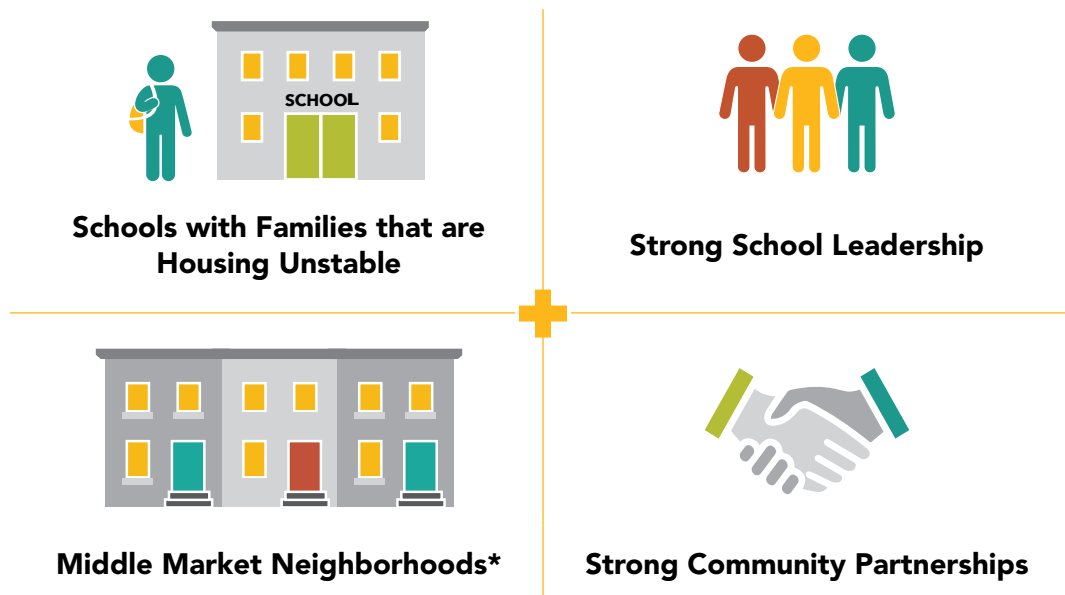 SCHOOL
Schools with Families that are
Housing Unstable
Strong School Leadership
Middle Market Neighborhoods*
Strong Community Partnerships